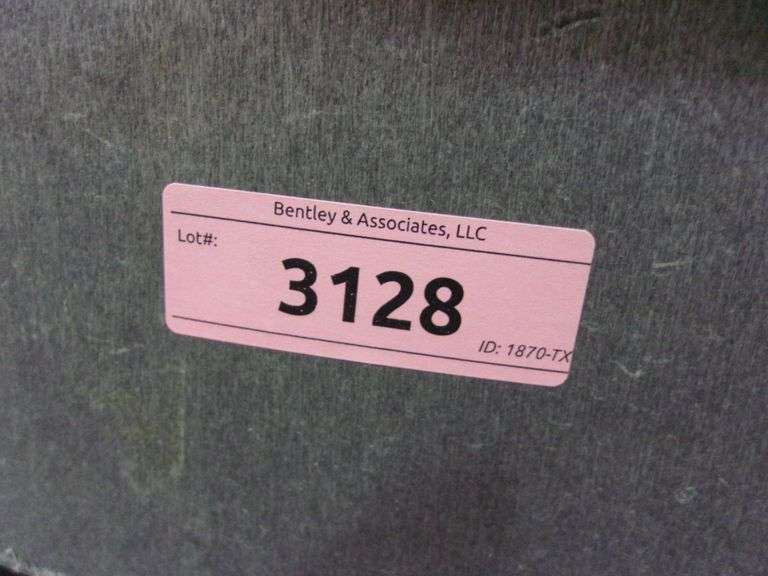 Bentley & Associates, LLC
Lot#:
3128
ID: 1870-TX